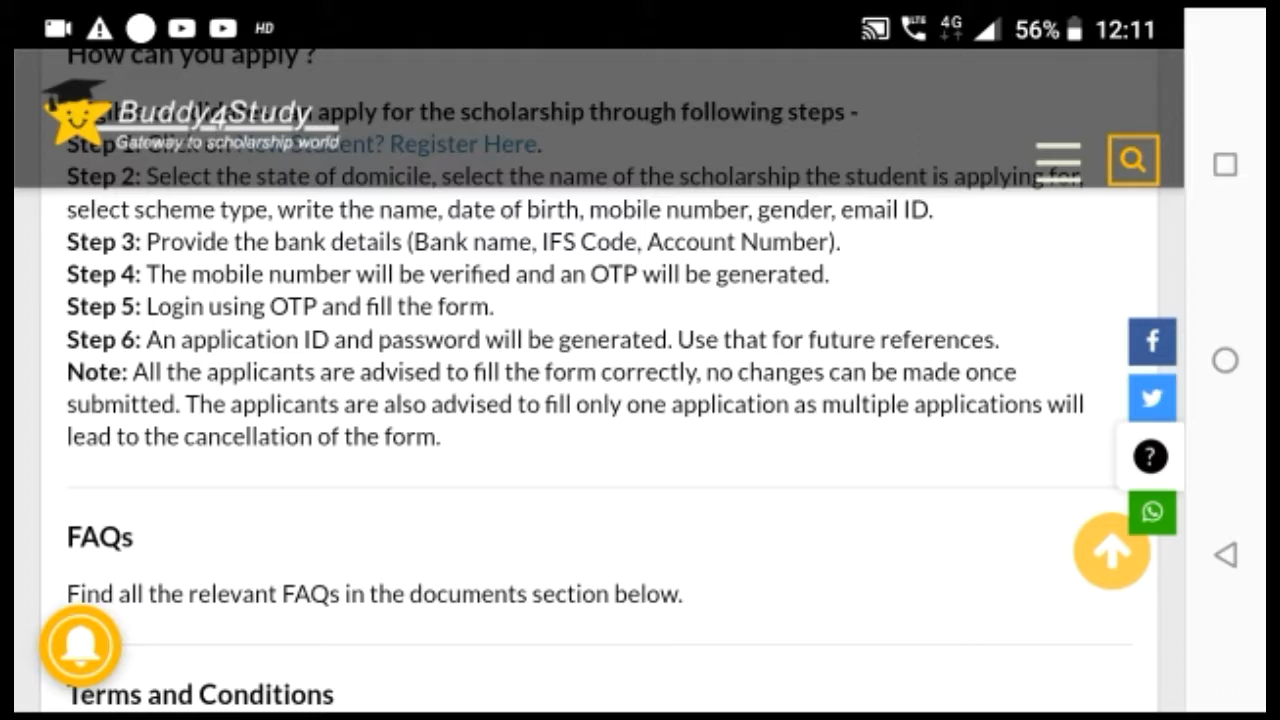 HD
4G
LTE
56%
12:11
How can you apply ?
Buddy4Study
Gateway to scholarship world
apply for the scholarship through following steps -
Step 1: Student? Register Here.
Step 2: Select the state of domicile, select the name of the scholarship the student is applying for,
select scheme type, write the name, date of birth, mobile number, gender, email ID.
Step 3: Provide the bank details (Bank name, IFS Code, Account Number).
Step 4: The mobile number will be verified and an OTP will be generated.
Step 5: Login using OTP and fill the form.
Step 6: An application ID and password will be generated. Use that for future references.
Note: All the applicants are advised to fill the form correctly, no changes can be made once
submitted. The applicants are also advised to fill only one application as multiple applications will
lead to the cancellation of the form.
FAQs
Find all the relevant FAQs in the documents section below.
Terms and Conditions